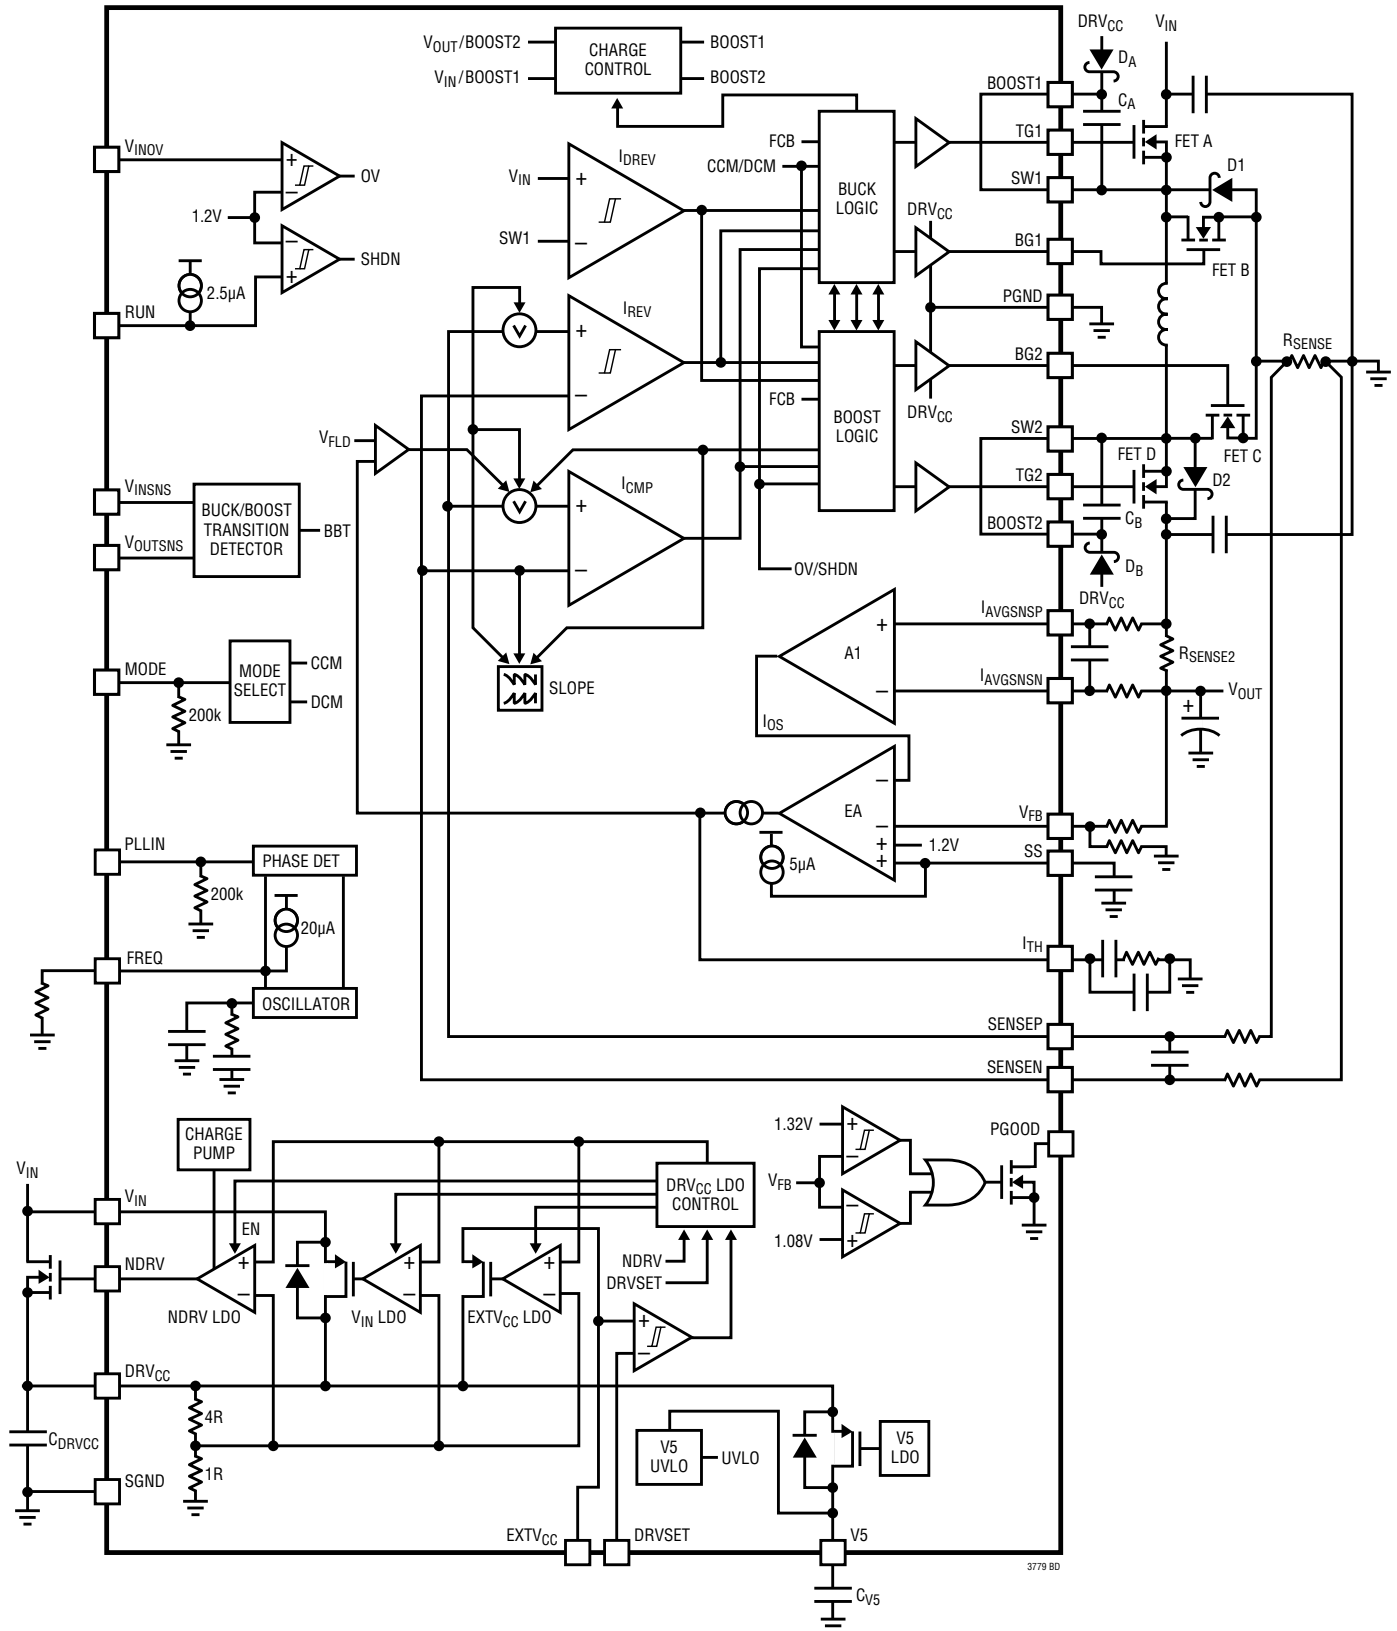 DRVCC
VIN
VOUT/BOOST2
CHARGE CONTROL
BOOST1
VIN/BOOST1
BOOST2
DA
BOOST1
CA
VINOV
+
OV
−
1.2V
−
SHDN
+
2.5µA
RUN
IDREV
VIN
+
SW1
−
FCB
CCM/DCM
BUCK LOGIC
TG1
FET A
SW1
D1
DRVCC
BG1
FET B
PGND
IREV
V
+
−
RSENSE
BG2
DRVCC
FCB
BOOST LOGIC
VFLD
SW2
FET C
FET D
TG2
D2
ICMP
V
+
−
BOOST2
CB
DB
DRVCC
OV/SHDN
VINSNS
VOUTSNS
BUCK/BOOST TRANSITION DETECTOR
BBT
IAVGSNSP
+
A1
RSENSE2
IAVGSNSN
−
VOUT
+
MODE
MODE SELECT
CCM
DCM
200k
SLOPE
IOS
−
EA
VFB
−
+
1.2V
+
SS
5µA
PLLIN
PHASE DET
200k
20µA
FREQ
OSCILLATOR
ITH
SENSEP
SENSEN
CHARGE PUMP
1.32V
+
−
PGOOD
VIN
VIN
DRVCC LDO CONTROL
VFB
−
1.08V
+
EN
NDRV
+
−
NDRV LDO
+
−
VIN LDO
+
−
EXTVCC LDO
NDRV
DRVSET
+
−
DRVCC
4R
CDRVCC
1R
SGND
V5 UVLO
UVLO
V5 LDO
EXTVCC
DRVSET
V5
3779 BD
CV5